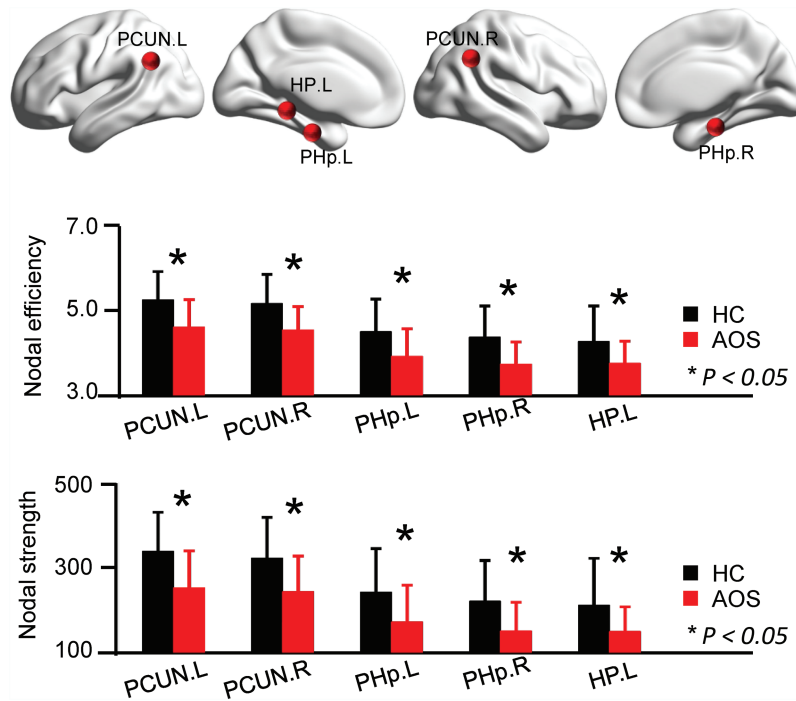 PCUN.L
HP.L
PHp.L
PCUN.R
PHp.R
Nodal efficiency
7.0
5.0
3.0
*
*
*
*
*
PCUN.L
PCUN.R
PHp.L
PHp.R
HP.L
HC
AOS
* P < 0.05
Nodal strength
500
300
100
*
*
*
*
*
PCUN.L
PCUN.R
PHp.L
PHp.R
HP.L
HC
AOS
* P < 0.05